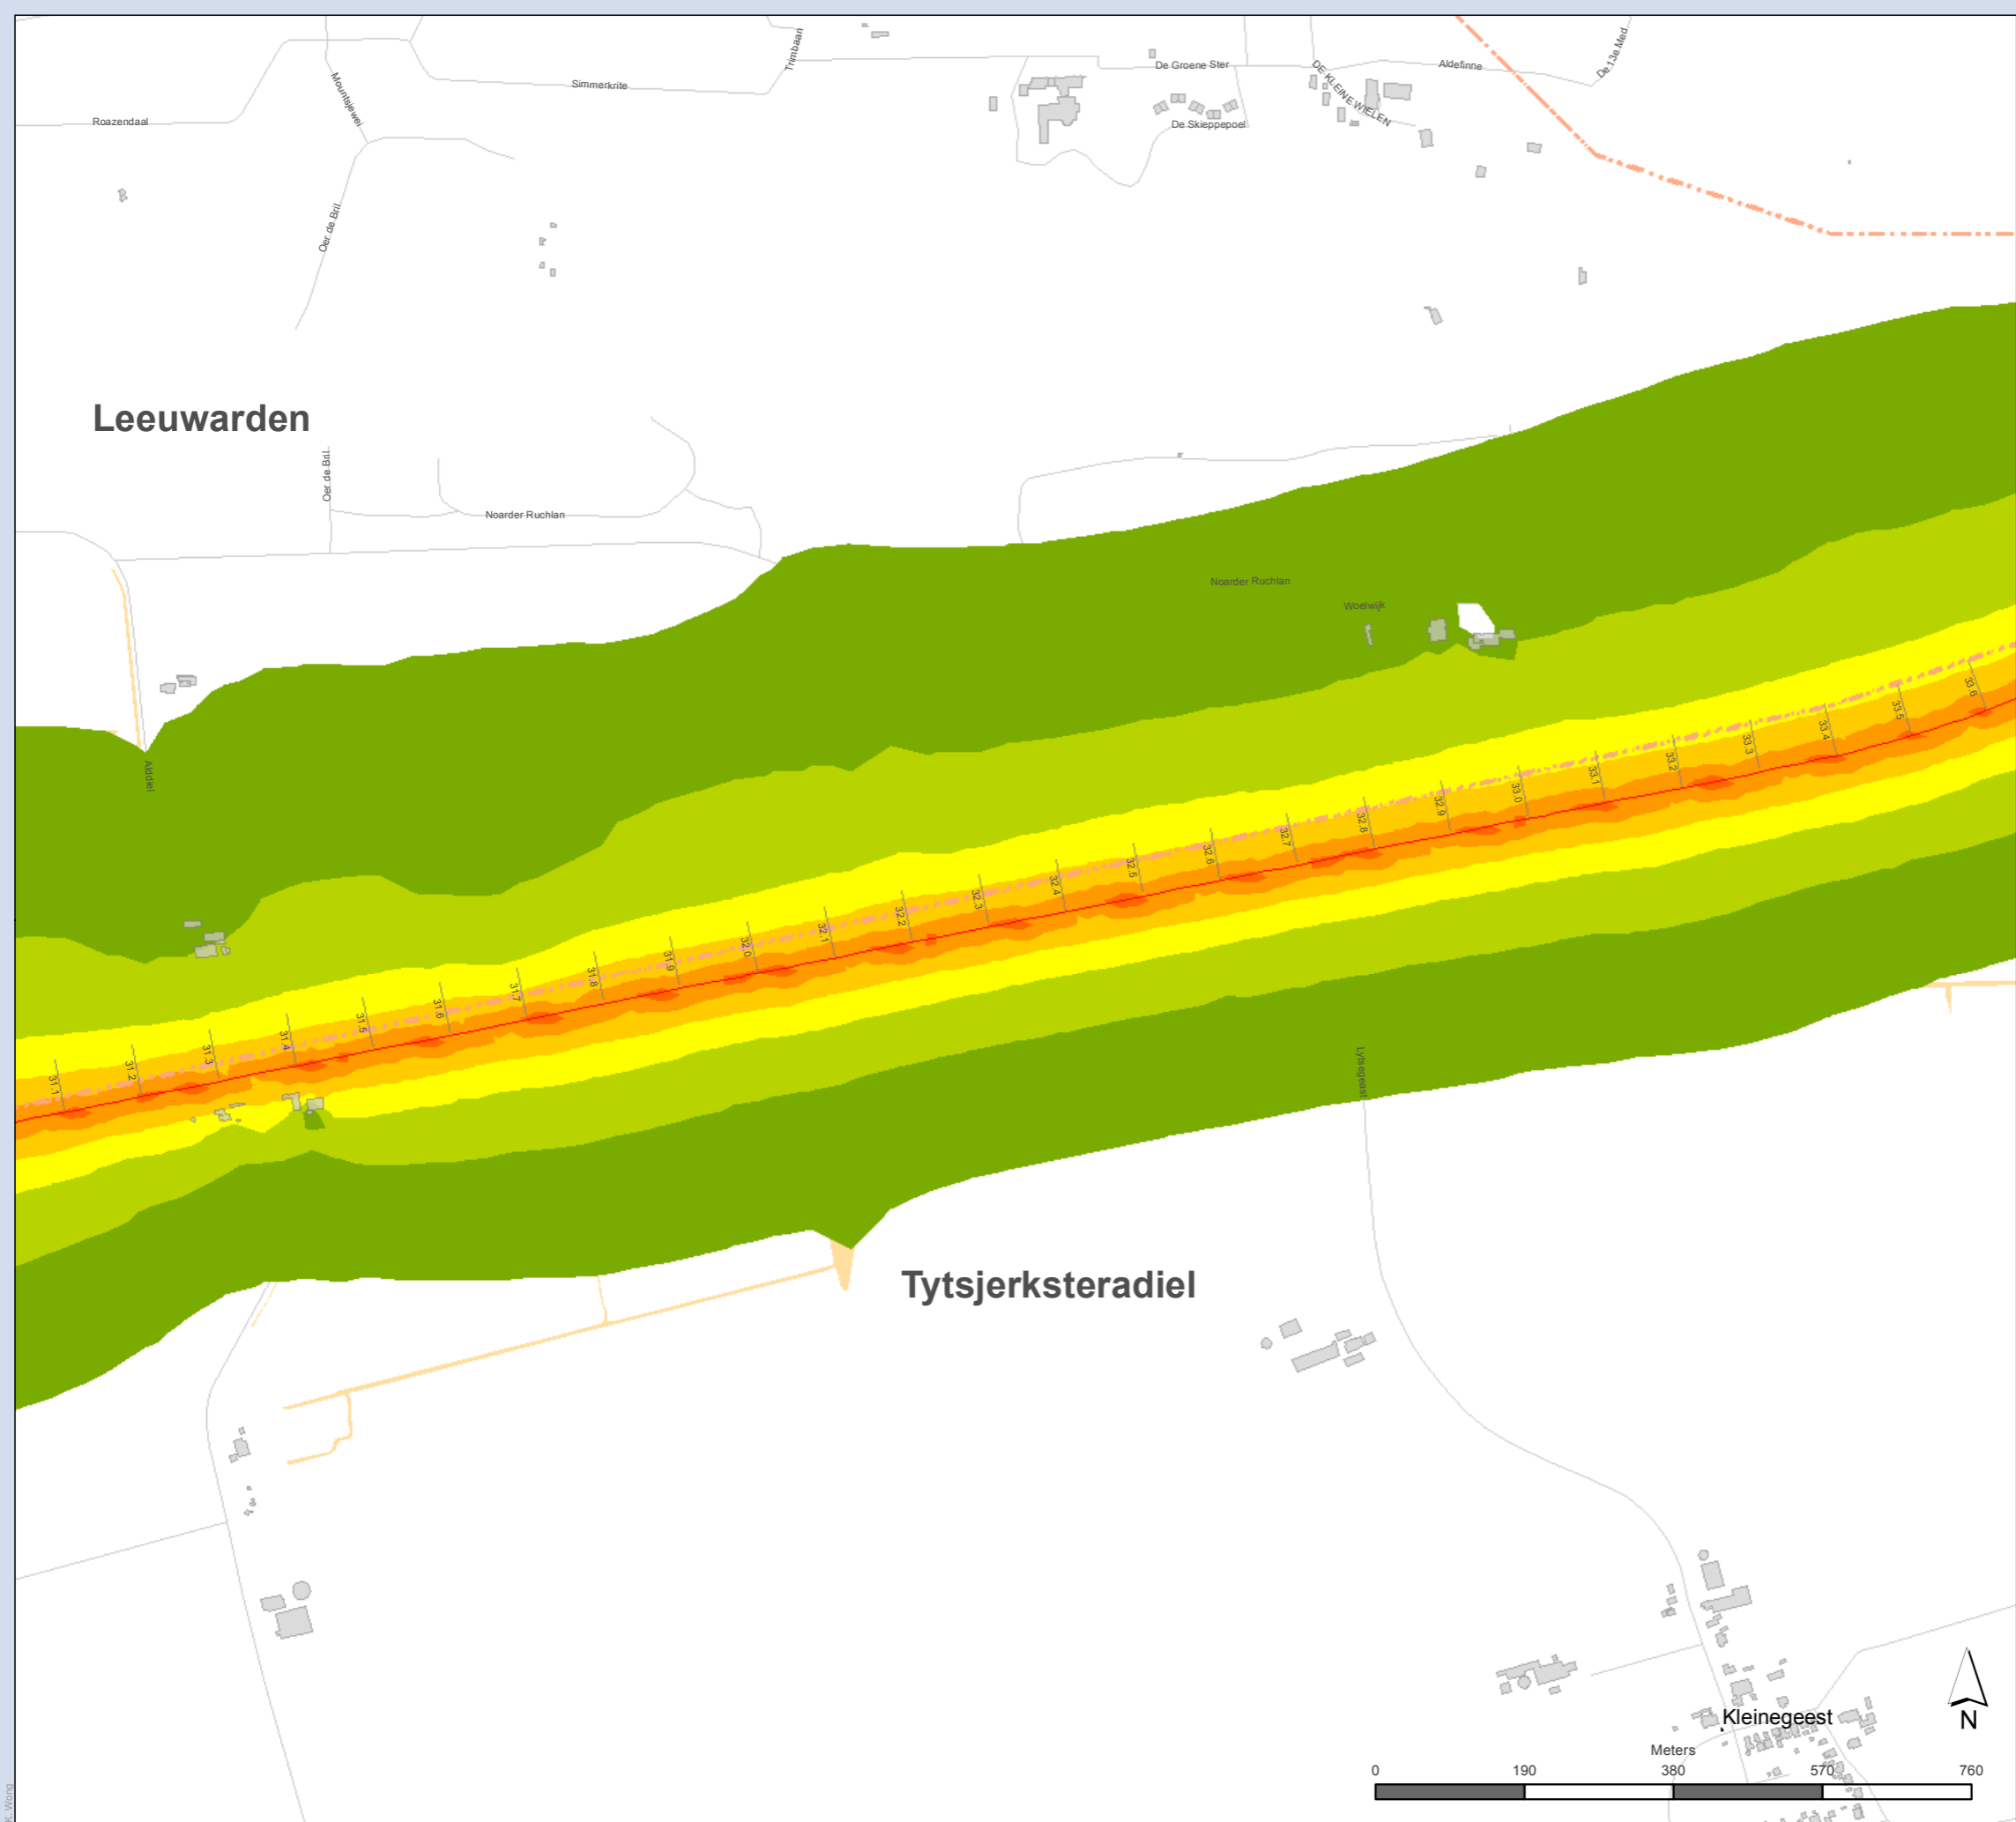 Trimbaan
De 13e Med
De Groene Ster
Aldefinne
Simmerkrite
Mountsjewei
DE KLEINE WIELEN
Roazendaal
De Skieppepoel
Oer de Bril
Leeuwarden
Oer de Bril
Noarder Ruchlan
Noarder Ruchlan
Woelwijk
Alddiel
33.6
33.5
33.4
33.3
33.2
33.1
33.0
32.9
32.8
32.7
32.6
32.5
32.4
32.3
32.2
32.1
32.0
31.9
31.8
31.7
31.6
31.5
31.4
31.3
31.2
31.1
Lytsegeast
Tytsjerksteradiel
Kleinegeest
N
Meters
0 190 380 570 760
K. Wong